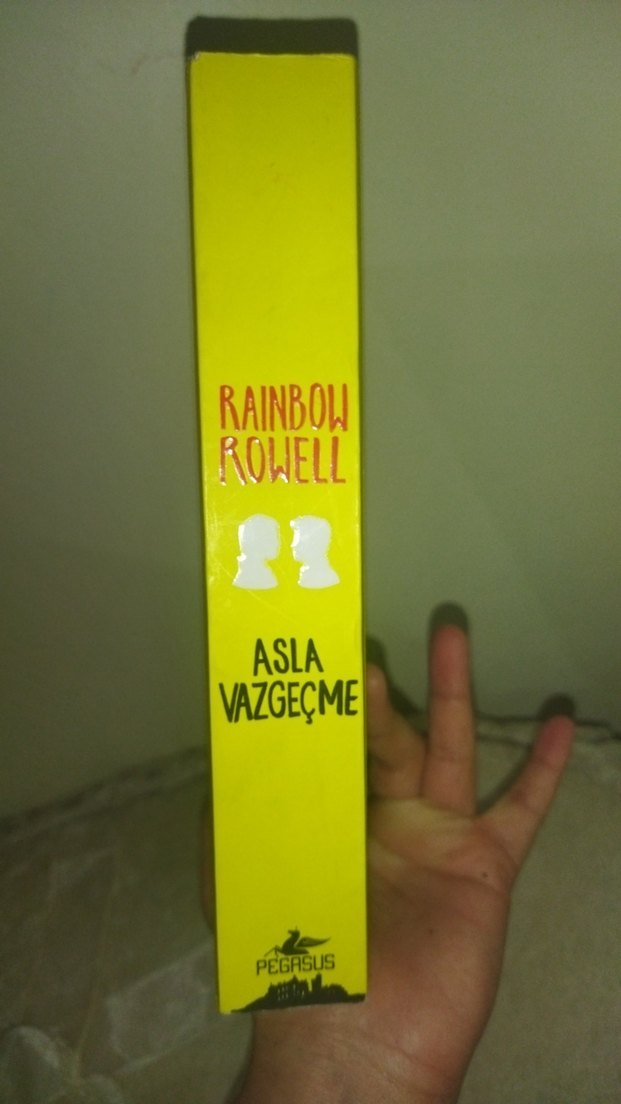 RAINBOW
ROWELL
ASLA
VAZGEÇME
PEGASUS